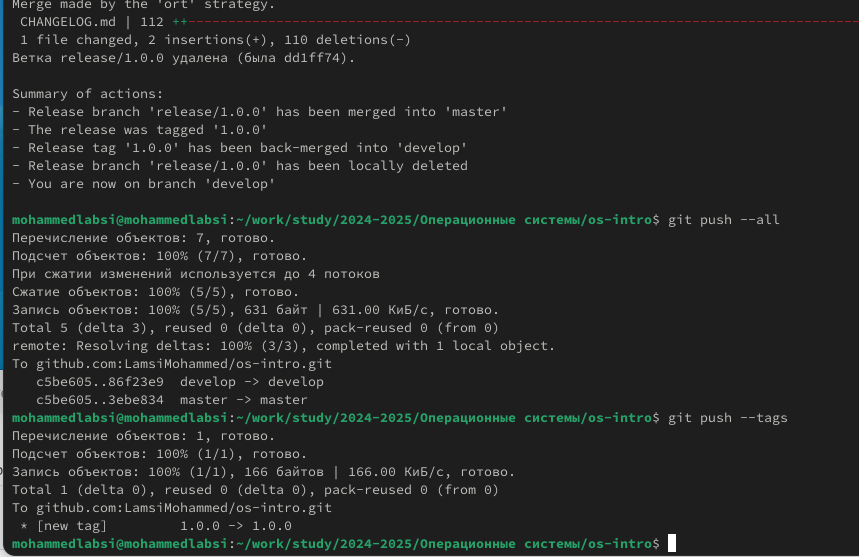 Merge made by the 'ort' strategy.
 CHANGELOG.md | 112 ++----------------------------------------------------------------------------------
 1 file changed, 2 insertions(+), 110 deletions(-)
Ветка release/1.0.0 удалена (была dd1ff74).

Summary of actions:
- Release branch 'release/1.0.0' has been merged into 'master'
- The release was tagged '1.0.0'
- Release tag '1.0.0' has been back-merged into 'develop'
- Release branch 'release/1.0.0' has been locally deleted
- You are now on branch 'develop'

mohammedlabsi@mohammedlabsi:~/work/study/2024-2025/Операционные системы/os-intro$ git push --all
Перечисление объектов: 7, готово.
Подсчет объектов: 100% (7/7), готово.
При сжатии изменений используется до 4 потоков
Сжатие объектов: 100% (5/5), готово.
Запись объектов: 100% (5/5), 631 байт | 631.00 КиБ/с, готово.
Total 5 (delta 3), reused 0 (delta 0), pack-reused 0 (from 0)
remote: Resolving deltas: 100% (3/3), completed with 1 local object.
To github.com:LamsiMohammed/os-intro.git
   c5be605..86f23e9  develop -> develop
   c5be605..3ebe834  master -> master
mohammedlabsi@mohammedlabsi:~/work/study/2024-2025/Операционные системы/os-intro$ git push --tags
Перечисление объектов: 1, готово.
Подсчет объектов: 100% (1/1), готово.
Запись объектов: 100% (1/1), 166 байтов | 166.00 КиБ/с, готово.
Total 1 (delta 0), reused 0 (delta 0), pack-reused 0 (from 0)
To github.com:LamsiMohammed/os-intro.git
 * [new tag]         1.0.0 -> 1.0.0
mohammedlabsi@mohammedlabsi:~/work/study/2024-2025/Операционные системы/os-intro$